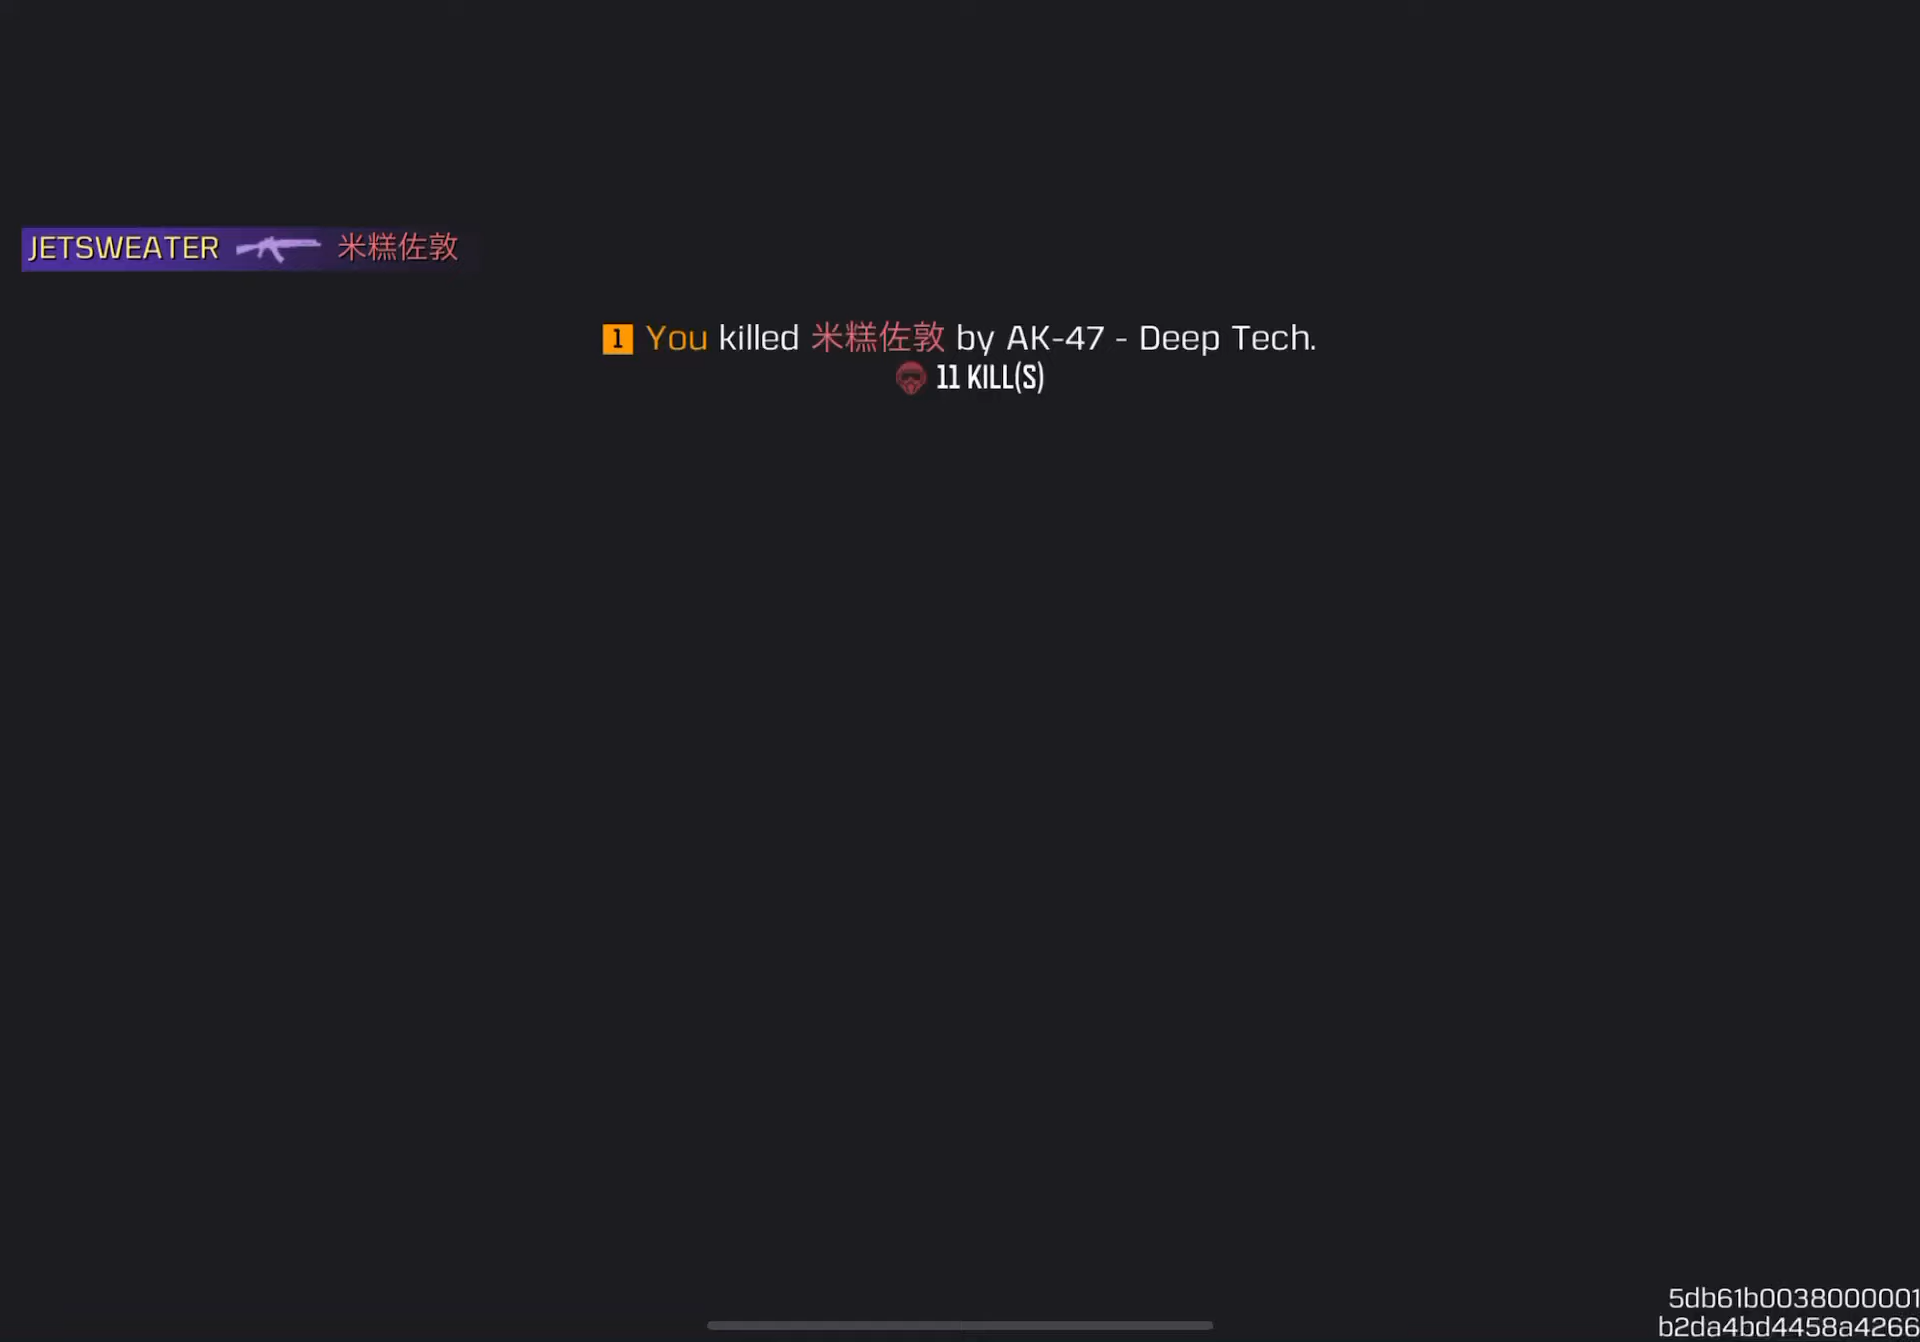 JETSWEATER 米糕佐敦
1 You killed 米糕佐敦 by AK-47 - Deep Tech.
11 KILL(S)
5db61b0038000001
b2da4bd4458a4266